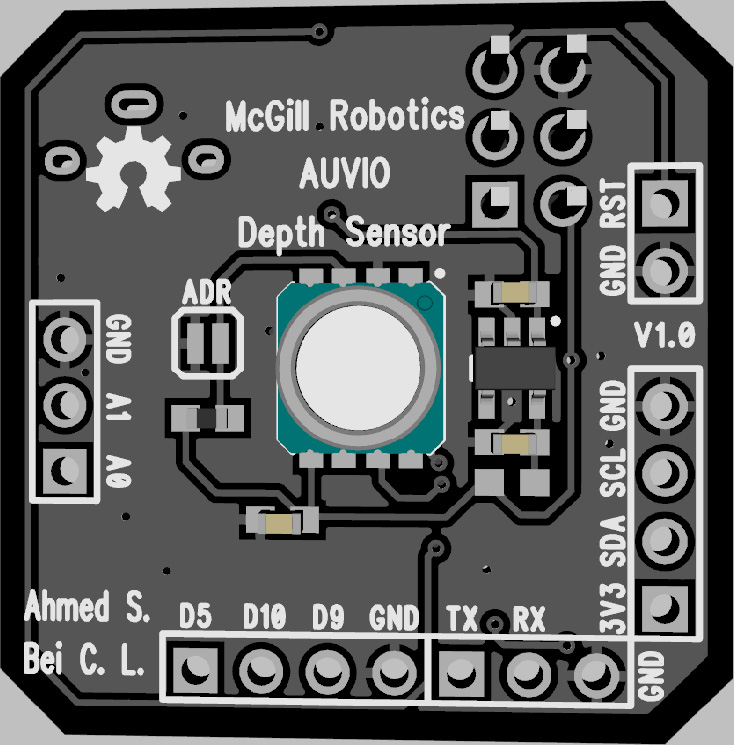 McGill Robotics
AUVIO
Depth Sensor
ADR
RST
GND
V1.0
GND
A1
A0
GND
SCL
SDA
3V3
Ahmed S.
Bei C. L.
D5 D10 D9 GND TX RX
GND